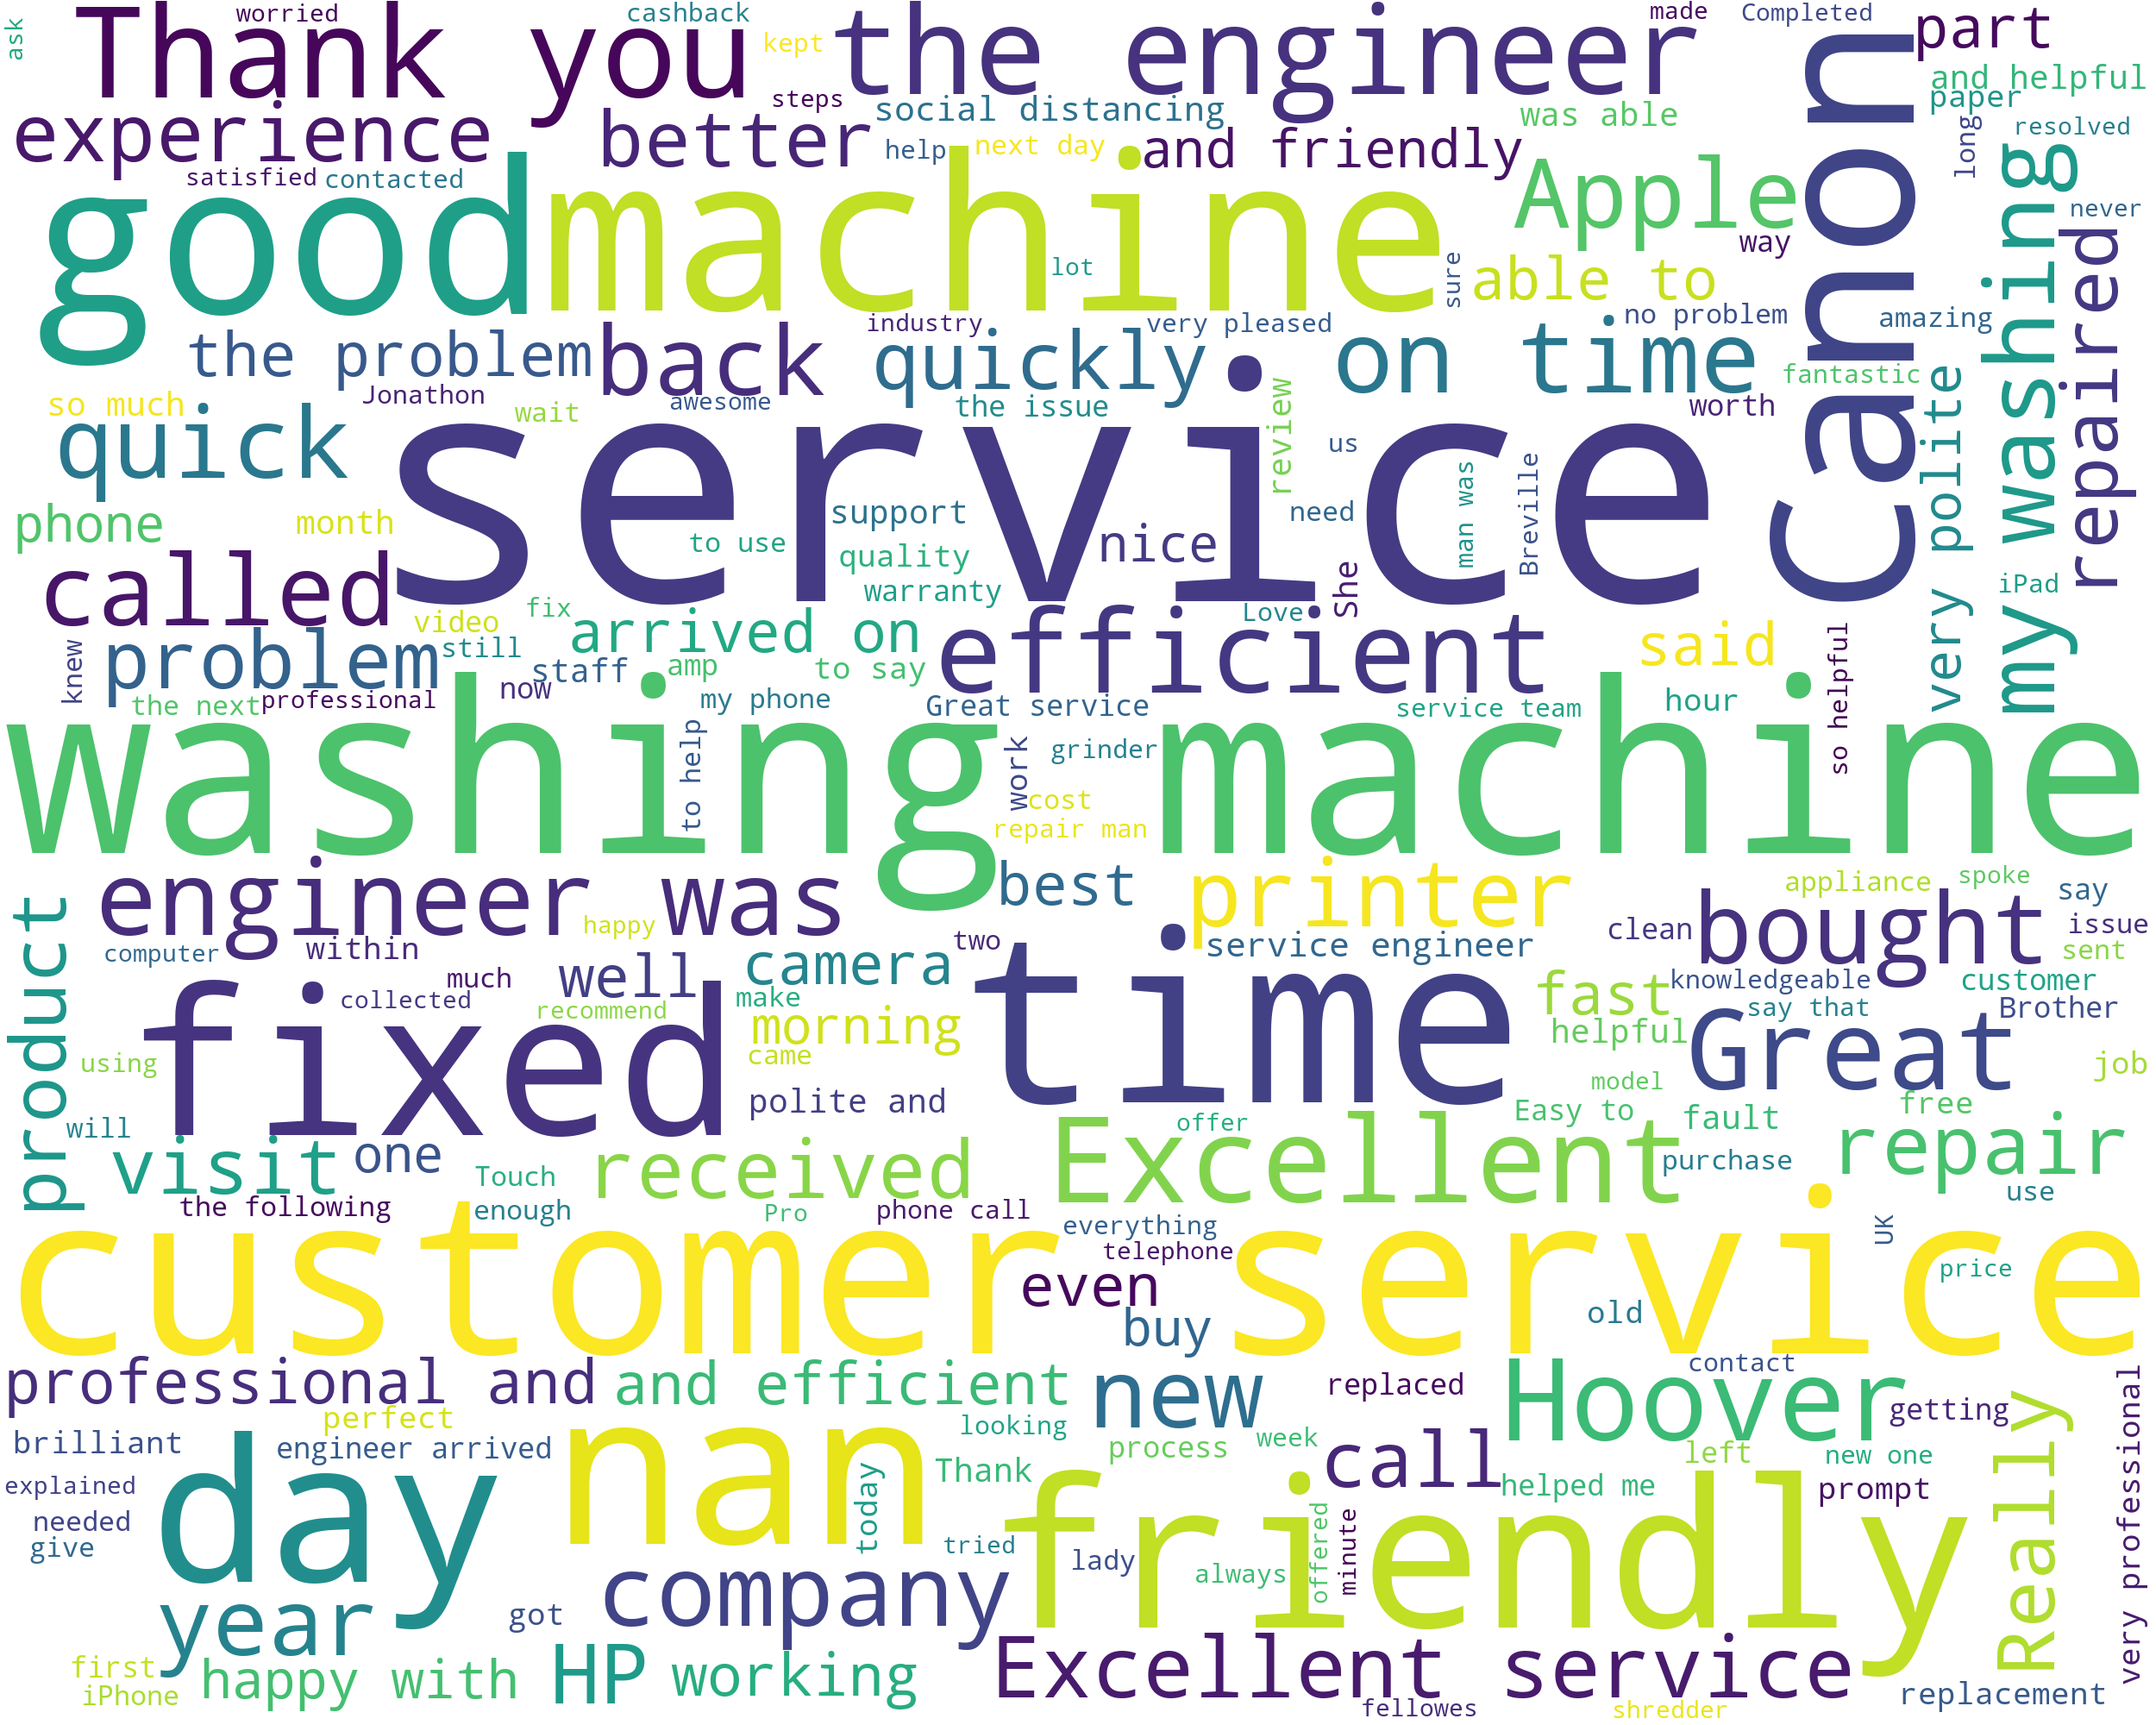 ask
worried
Thank you
cashback
kept
the engineer
made
Completed
part
and helpful
experience
better
steps
social distancing
was able
paper
long
resolved
satisfied
contacted
help
next day
and friendly
Apple
canon
my washing
never
good
machine
lot
sure
able to
way
repaired
the problem
back
industry
quickly
very pleased
on time
no problem
amazing
so much
Jonathon
wait
awesome
the issue
review
us
worth
fantastic
very polite
quick
service
phone
month
support
need
man was
Breville
to use
quality
nice
warranty
She
iPad
called
video
fix
arrived on
Love
efficient
said
so helpful
knew
problem
still
staff
amp
to say
the next
professional
now
my phone
Great service
service team
hour
washing machine
to help
work
grinder
cost
repair man
engineer was
best
printer
appliance
spoke
say
product
computer
happy
within
two
service engineer
clean
bought
issue
sent
collected
much
well
camera
make
recommend
fixed
time
fast
knowledgeable
customer
say that
Brother
morning
helpful
Great
using
came
job
polite and
model
Easy to
free
will
visit
one
received
offer
Excellent
fault
purchase
repair
use
Touch
the following
enough
Pro
phone call
everything
telephone
UK
customer service
price
even
buy
old
professional and
and efficient
new
replaced
contact
Hoover
getting
Really
very professional
perfect
brilliant
engineer arrived
looking
process
week
call
left
new one
explained
day
nan
today
Thank
helped me
prompt
needed
give
tried
lady
always
offered
minute
friendly
year
got
company
first
iPhone
happy with
HP
working
Excellent service
fellowes
shredder
replacement